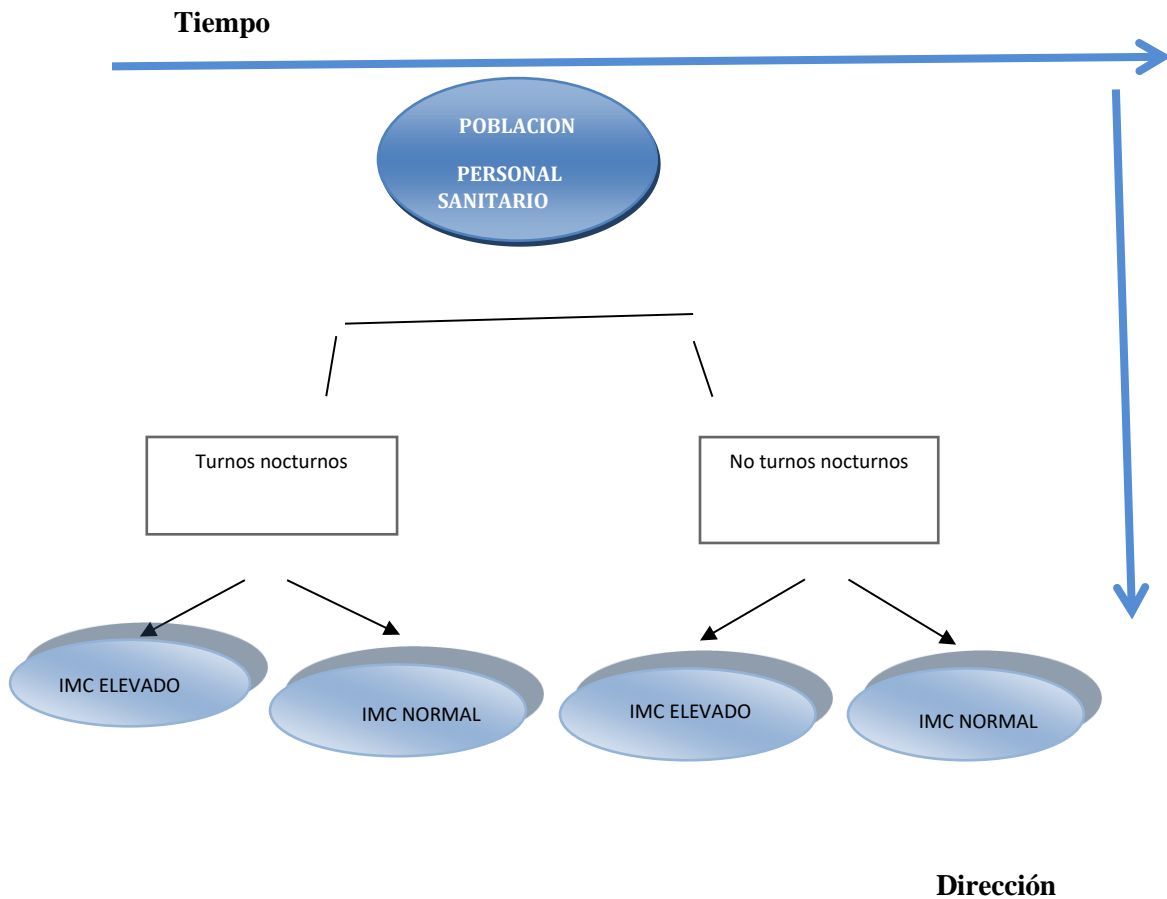 Tiempo
POBLACION
PERSONAL
SANITARIO
Turnos nocturnos
No turnos nocturnos
IMC ELEVADO
IMC NORMAL
IMC ELEVADO
IMC NORMAL
Dirección